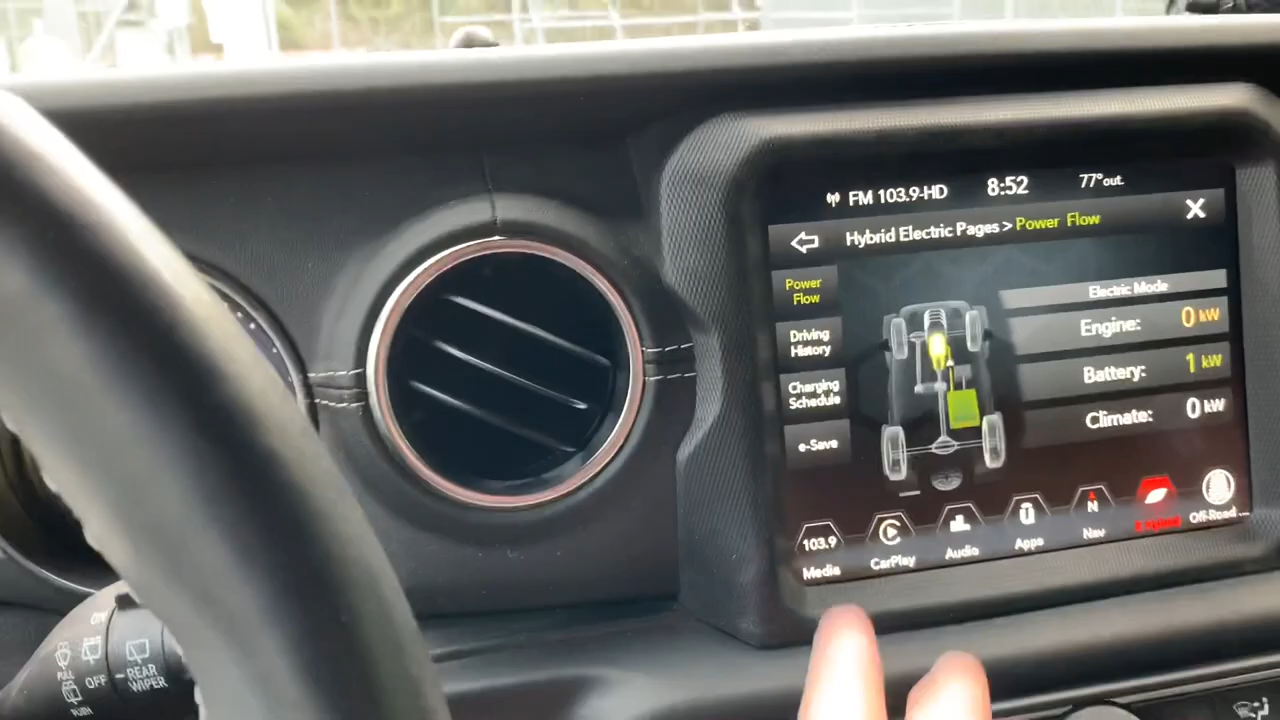 FM 103.9-HD
8:52
77°out.
Hybrid Electric Pages > Power Flow
X
Power
Flow
Driving
History
Charging
Schedule
e-Save
Electric Mode
Engine: 0 kW
Battery: 1 kW
Climate: 0 kW
103.9
Media
CarPlay
Audio
Apps
N
Nav
Off-Road ...
PULL
OFF
REAR
WIPER
PUSH